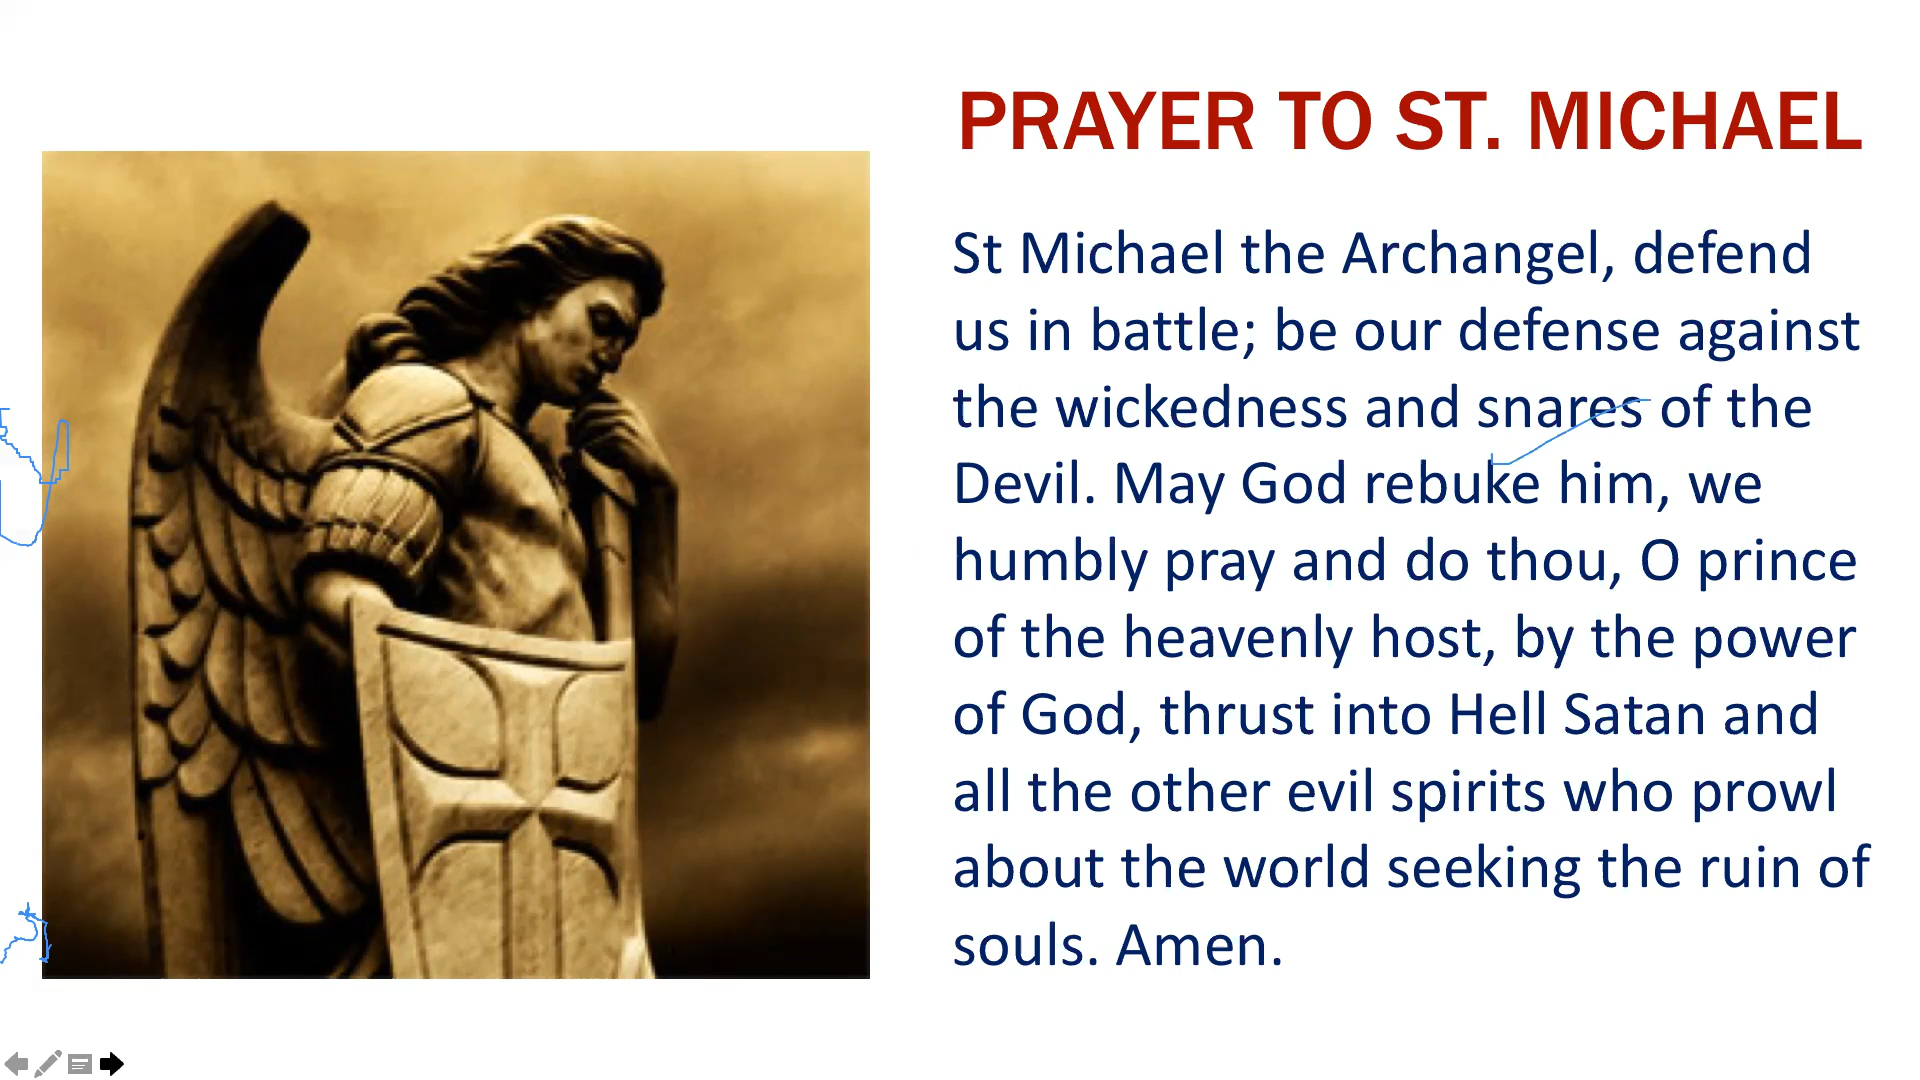 PRAYER TO ST. MICHAEL
St Michael the Archangel, defend
us in battle; be our defense against
the wickedness and snares of the
Devil. May God rebuke him, we
humbly pray and do thou, O prince
of the heavenly host, by the power
of God, thrust into Hell Satan and
all the other evil spirits who prowl
about the world seeking the ruin of
souls. Amen.